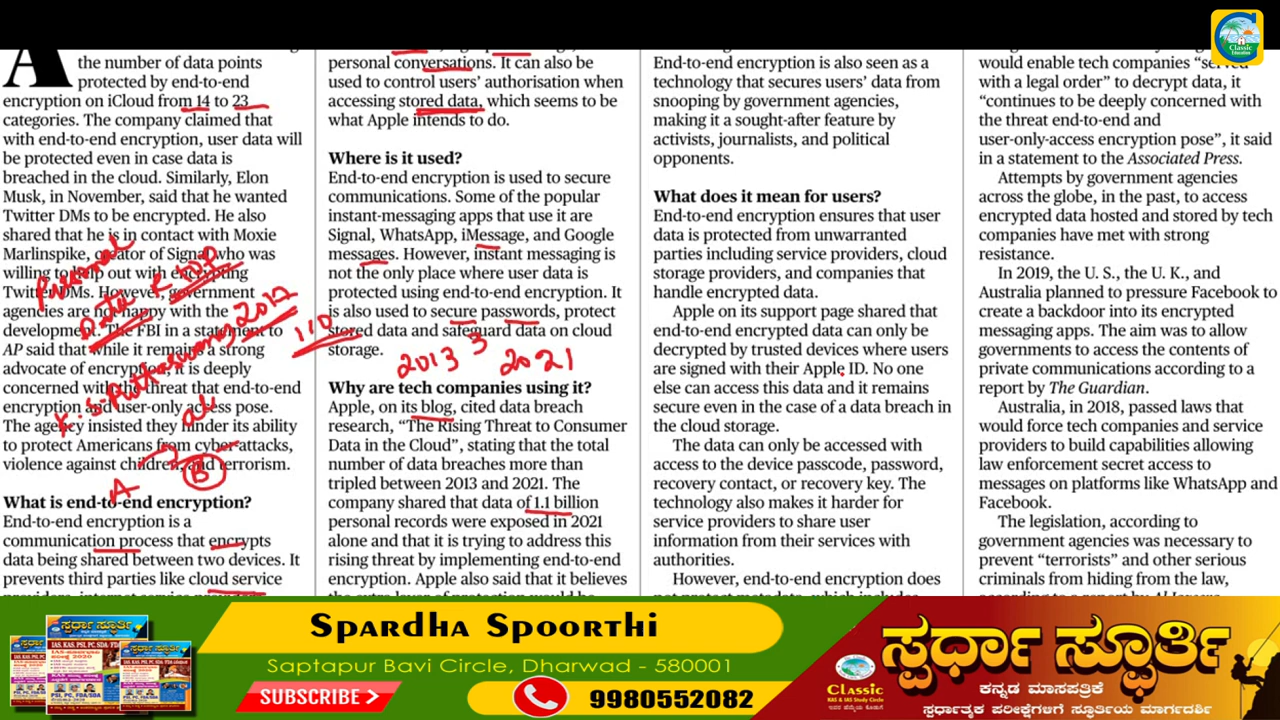 Classic
Education
A
the number of data points
protected by end-to-end
encryption on iCloud from 14 to 23
categories. The company claimed that
with end-to-end encryption, user data will
be protected even in case data is
breached in the cloud. Similarly, Elon
Musk, in November, said that he wanted
Twitter DMs to be encrypted. He also
shared that he is in contact with Moxie
Marlinspike, creator of Signal who was
willing to help out with encrypting
Twitter DMs. However, government
agencies are not happy with the
development. The FBI in a statement to
AP said that while it remains a strong
advocate of encryption, it is deeply
concerned with the threat that end-to-end
encryption and user-only access pose.
The agency insisted they hinder its ability
to protect Americans from cyber-attacks,
violence against children, and terrorism.
What is end-to-end encryption?
End-to-end encryption is a
communication process that encrypts
data being shared between two devices. It
prevents third parties like cloud service
personal conversations. It can also be
used to control users' authorisation when
accessing stored data, which seems to be
what Apple intends to do.
Where is it used?
End-to-end encryption is used to secure
communications. Some of the popular
instant-messaging apps that use it are
Signal, WhatsApp, iMessage, and Google
messages. However, instant messaging is
not the only place where user data is
protected using end-to-end encryption. It
is also used to secure passwords, protect
stored data and safeguard data on cloud
storage.
Why are tech companies using it?
Apple, on its blog, cited data breach
research, "The Rising Threat to Consumer
Data in the Cloud", stating that the total
number of data breaches more than
tripled between 2013 and 2021. The
company shared that data of 1.1 billion
personal records were exposed in 2021
alone and that it is trying to address this
rising threat by implementing end-to-end
encryption. Apple also said that it believes
the extra layer of protection would be
End-to-end encryption is also seen as a
technology that secures users' data from
snooping by government agencies,
making it a sought-after feature by
activists, journalists, and political
opponents.
What does it mean for users?
End-to-end encryption ensures that user
data is protected from unwarranted
parties including service providers, cloud
storage providers, and companies that
handle encrypted data.
Apple on its support page shared that
end-to-end encrypted data can only be
decrypted by trusted devices where users
are signed with their Apple ID. No one
else can access this data and it remains
secure even in the case of a data breach in
the cloud storage.
The data can only be accessed with
access to the device passcode, password,
recovery contact, or recovery key. The
technology also makes it harder for
service providers to share user
information from their services with
authorities.
However, end-to-end encryption does
not protect metadata, which includes
would enable tech companies "served
with a legal order" to decrypt data, it
"continues to be deeply concerned with
the threat end-to-end and
user-only-access encryption pose", it said
in a statement to the Associated Press.
Attempts by government agencies
across the globe, in the past, to access
encrypted data hosted and stored by tech
companies have met with strong
resistance.
In 2019, the U. S., the U. K., and
Australia planned to pressure Facebook to
create a backdoor into its encrypted
messaging apps. The aim was to allow
governments to access the contents of
private communications according to a
report by The Guardian.
Australia, in 2018, passed laws that
would force tech companies and service
providers to build capabilities allowing
law enforcement secret access to
messages on platforms like WhatsApp and
Facebook.
The legislation, according to
government agencies was necessary to
prevent "terrorists" and other serious
criminals from hiding from the law,
Personal
Data
2017
110
2013 3 2021
A
B
SPARDHA SPOORTHI
Saptapur Bavi Circle Dharwad - 580001
SUBSCRIBE >
9980552082
Classic
IAS & KAS Study Circle
ಸ್ಪರ್ಧಾ ಸ್ಫೂರ್ತಿ
ಕನ್ನಡ ಮಾಸಪತ್ರಿಕೆ
ಸ್ಪರ್ಧಾತ್ಮಕ ಪರೀಕ್ಷೆಗಳಿಗೆ ಸ್ಫೂರ್ತಿಯ ಮಾರ್ಗದರ್ಶಿ